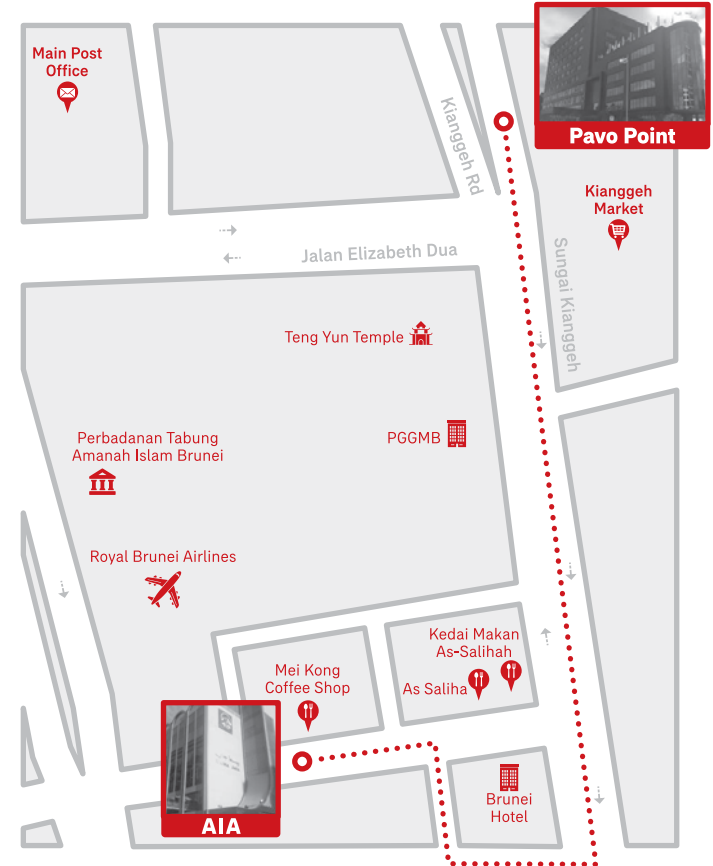 Main Post
Office
Pavo Point
Kianggeh Rd
Kianggeh
Market
Jalan Elizabeth Dua
Sungai Kianggeh
Teng Yun Temple
PGGMB
Perbadanan Tabung
Amanah Islam Brunei
Royal Brunei Airlines
Kedai Makan
As-Salihah
As Saliha
Mei Kong
Coffee Shop
Brunei
Hotel
AIA